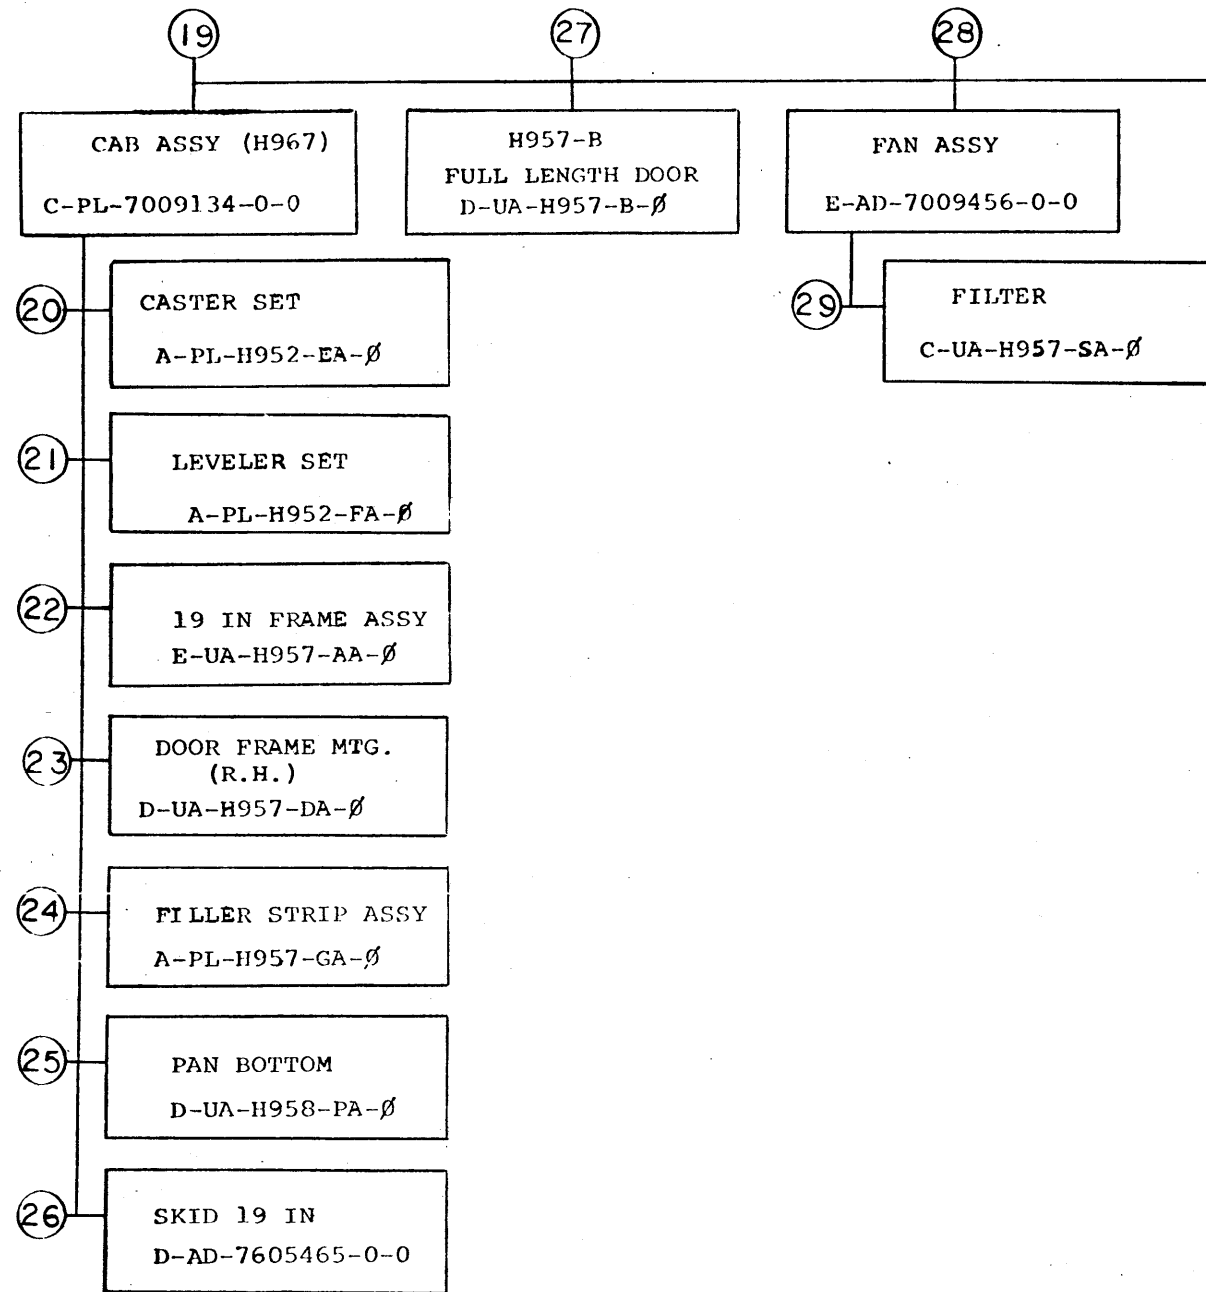 19
CAB ASSY (H967)
C-PL-7009134-0-0
27
H957-B
FULL LENGTH DOOR
D-UA-H957-B-Ø
28
FAN ASSY
E-AD-7009456-0-0
29
FILTER
C-UA-H957-SA-Ø
20
CASTER SET
A-PL-H952-EA-Ø
21
LEVELER SET
A-PL-H952-FA-Ø
22
19 IN FRAME ASSY
E-UA-H957-AA-Ø
23
DOOR FRAME MTG.
(R.H.)
D-UA-H957-DA-Ø
24
FILLER STRIP ASSY
A-PL-H957-GA-Ø
25
PAN BOTTOM
D-UA-H958-PA-Ø
26
SKID 19 IN
D-AD-7605465-0-0